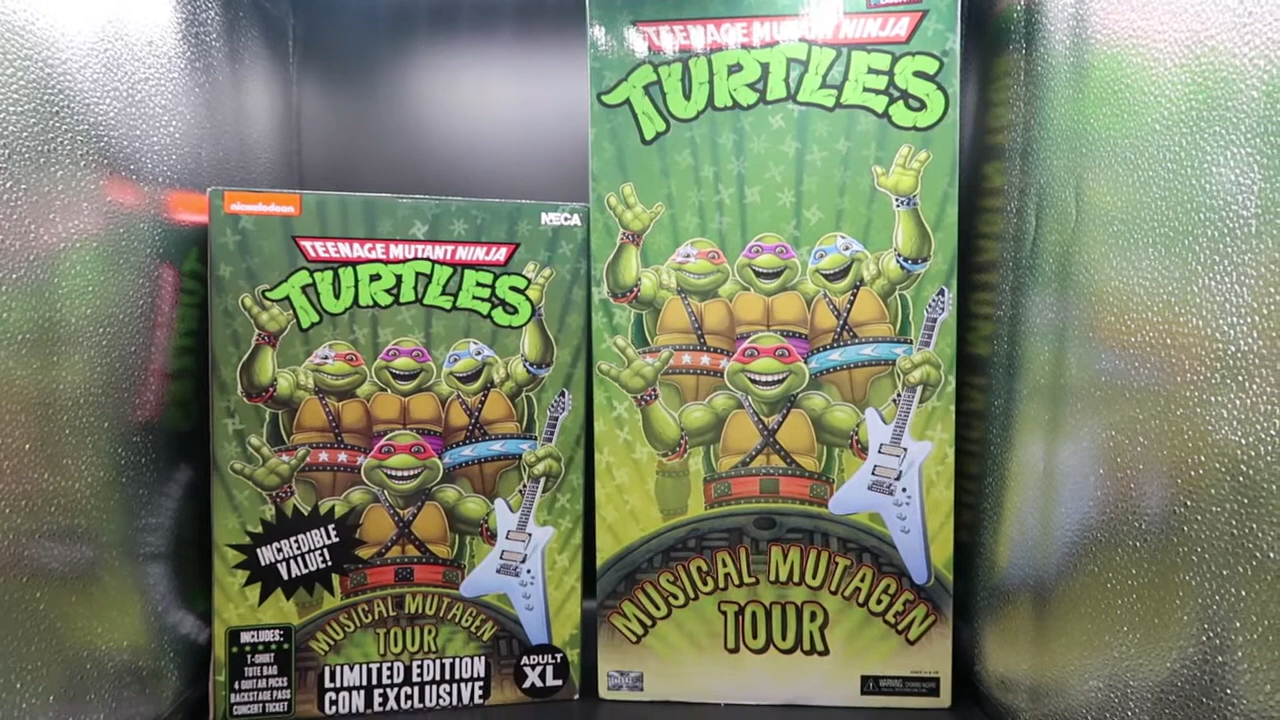 nickelodeon
NECA
TEENAGE MUTANT NINJA
TURTLES
INCREDIBLE
VALUE!
MUSICAL MUTAGEN
TOUR
LIMITED EDITION
CON EXCLUSIVE
INCLUDES:
T-SHIRT
TOTE BAG
4 GUITAR PICKS
BACKSTAGE PASS
CONCERT TICKET
ADULT
XL
TEENAGE MUTANT NINJA
TURTLES
MUSICAL MUTAGEN
TOUR
WARNING: